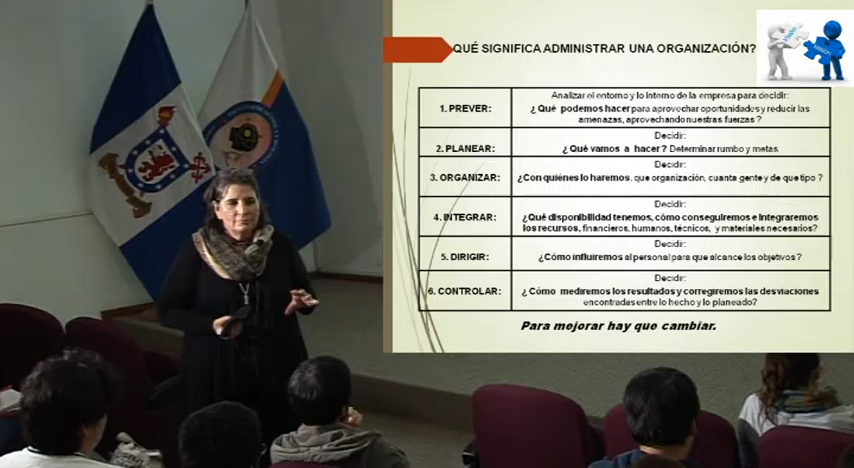 QUÉ SIGNIFICA ADMINISTRAR UNA ORGANIZACIÓN?
1. PREVER:
Analizar el entorno y lo interno de la empresa para decidir:
¿Qué podemos hacer para aprovechar oportunidades y reducir las
amenazas, aprovechando nuestras fuerzas?
2. PLANEAR:
Decidir:
¿Qué vamos a hacer? Determinar rumbo y metas
3. ORGANIZAR:
Decidir:
¿Con quiénes lo haremos, que organización, cuanta gente y de que tipo?
4. INTEGRAR:
Decidir:
¿Qué disponibilidad tenemos, cómo conseguiremos e integraremos
los recursos, financieros, humanos, técnicos, y materiales necesarios?
5. DIRIGIR:
Decidir:
¿Cómo influiremos al personal para que alcance los objetivos?
6. CONTROLAR:
Decidir:
¿Cómo mediremos los resultados y corregiremos las desviaciones
encontradas entre lo hecho y lo planeado?
Para mejorar hay que cambiar.